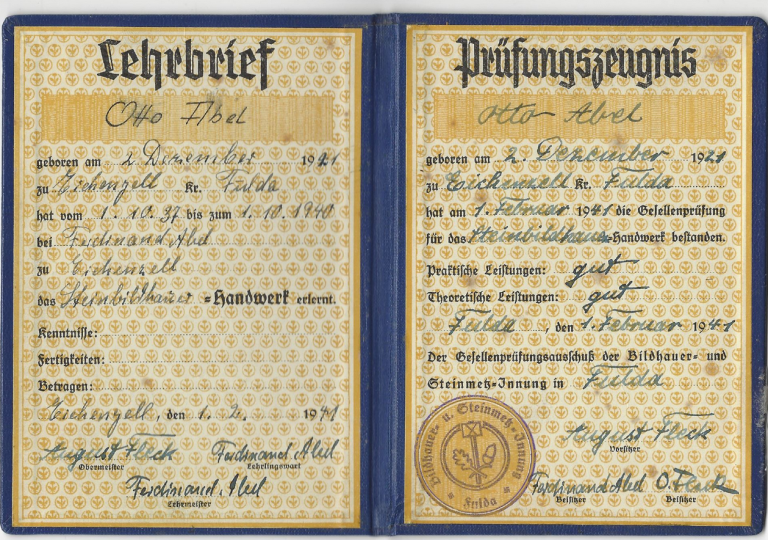 Lehrbrief
Otto Abel
geboren am 2. Dezember 1921
zu Eichenzell Kr. Fulda
hat vom 1. 10. 37 bis zum 1. 10. 1940
bei Ferdinand Abel
zu Eichenzell
das Steinbildhauer =Handwerk erlernt.
Kenntnisse:
Fertigkeiten:
Betragen:
Eichenzell, den 1. 2. 1941
August Fleck
Obermeister
Ferdinand Abel
Lehrlingswart
Ferdinand Abel
Lehrmeister
Prüfungszeugnis
Otto Abel
geboren am 2. Dezember 1921
zu Eichenzell Kr. Fulda
hat am 1. Februar 1941 die Gesellenprüfung
für das Steinbildhauer=Handwerk bestanden.
Praktische Leistungen: gut
Theoretische Leistungen: gut
Fulda, den 1. Februar 1941
Der Gesellenprüfungsausschuß der Bildhauer= und
Steinmetz=Innung in Fulda
Bildhauer- u. Steinmetz-Innung
Fulda
August Fleck
Vorsitzer
Ferdinand Abel O. Fleck
Beisitzer Beisitzer